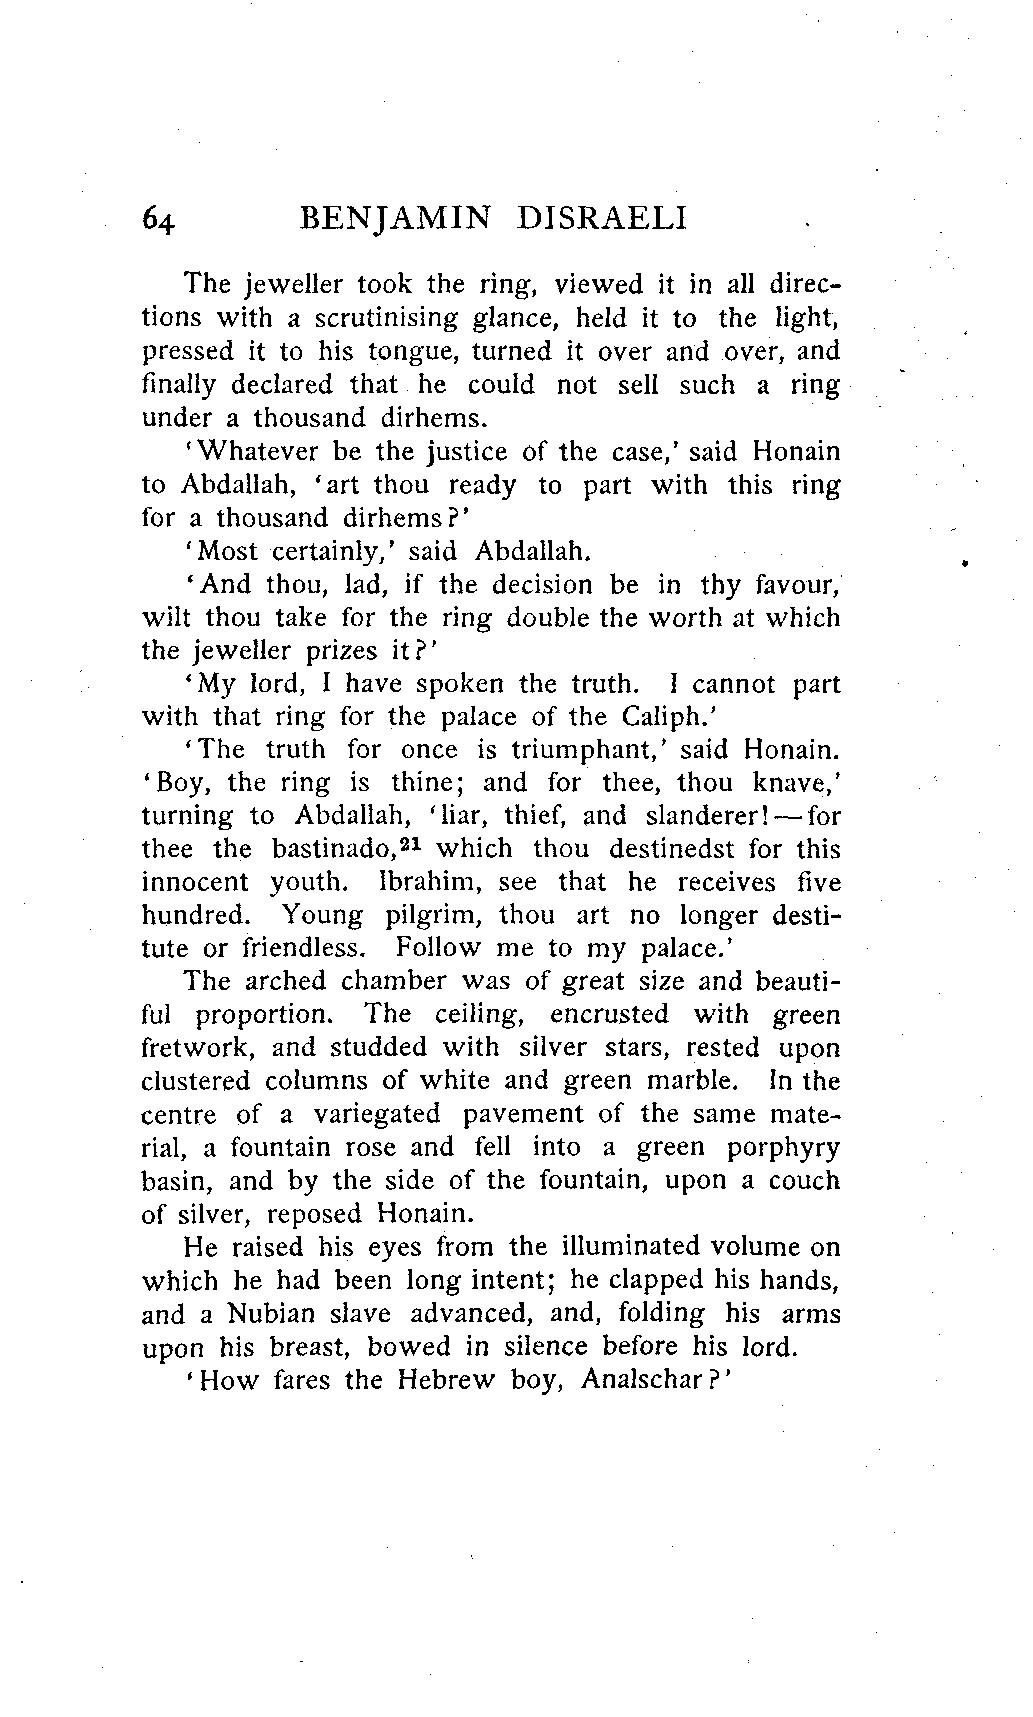 64 BENJAMIN DISRAELI
The jeweller took the ring, viewed it in all direc-
tions with a scrutinising glance, held it to the light,
pressed it to his tongue, turned it over and over, and
finally declared that he could not sell such a ring
under a thousand dirhems.
‘Whatever be the justice of the case,’ said Honain
to Abdallah, ‘art thou ready to part with this ring
for a thousand dirhems?’
‘Most certainly,’ said Abdallah.
‘And thou, lad, if the decision be in thy favour,
wilt thou take for the ring double the worth at which
the jeweller prizes it?’
‘My lord, I have spoken the truth. I cannot part
with that ring for the palace of the Caliph.’
‘The truth for once is triumphant,’ said Honain.
‘Boy, the ring is thine; and for thee, thou knave,’
turning to Abdallah, ‘liar, thief, and slanderer!—for
thee the bastinado,²¹ which thou destinedst for this
innocent youth. Ibrahim, see that he receives five
hundred. Young pilgrim, thou art no longer desti-
tute or friendless. Follow me to my palace.’
The arched chamber was of great size and beauti-
ful proportion. The ceiling, encrusted with green
fretwork, and studded with silver stars, rested upon
clustered columns of white and green marble. In the
centre of a variegated pavement of the same mate-
rial, a fountain rose and fell into a green porphyry
basin, and by the side of the fountain, upon a couch
of silver, reposed Honain.
He raised his eyes from the illuminated volume on
which he had been long intent; he clapped his hands,
and a Nubian slave advanced, and, folding his arms
upon his breast, bowed in silence before his lord.
‘How fares the Hebrew boy, Analschar?’